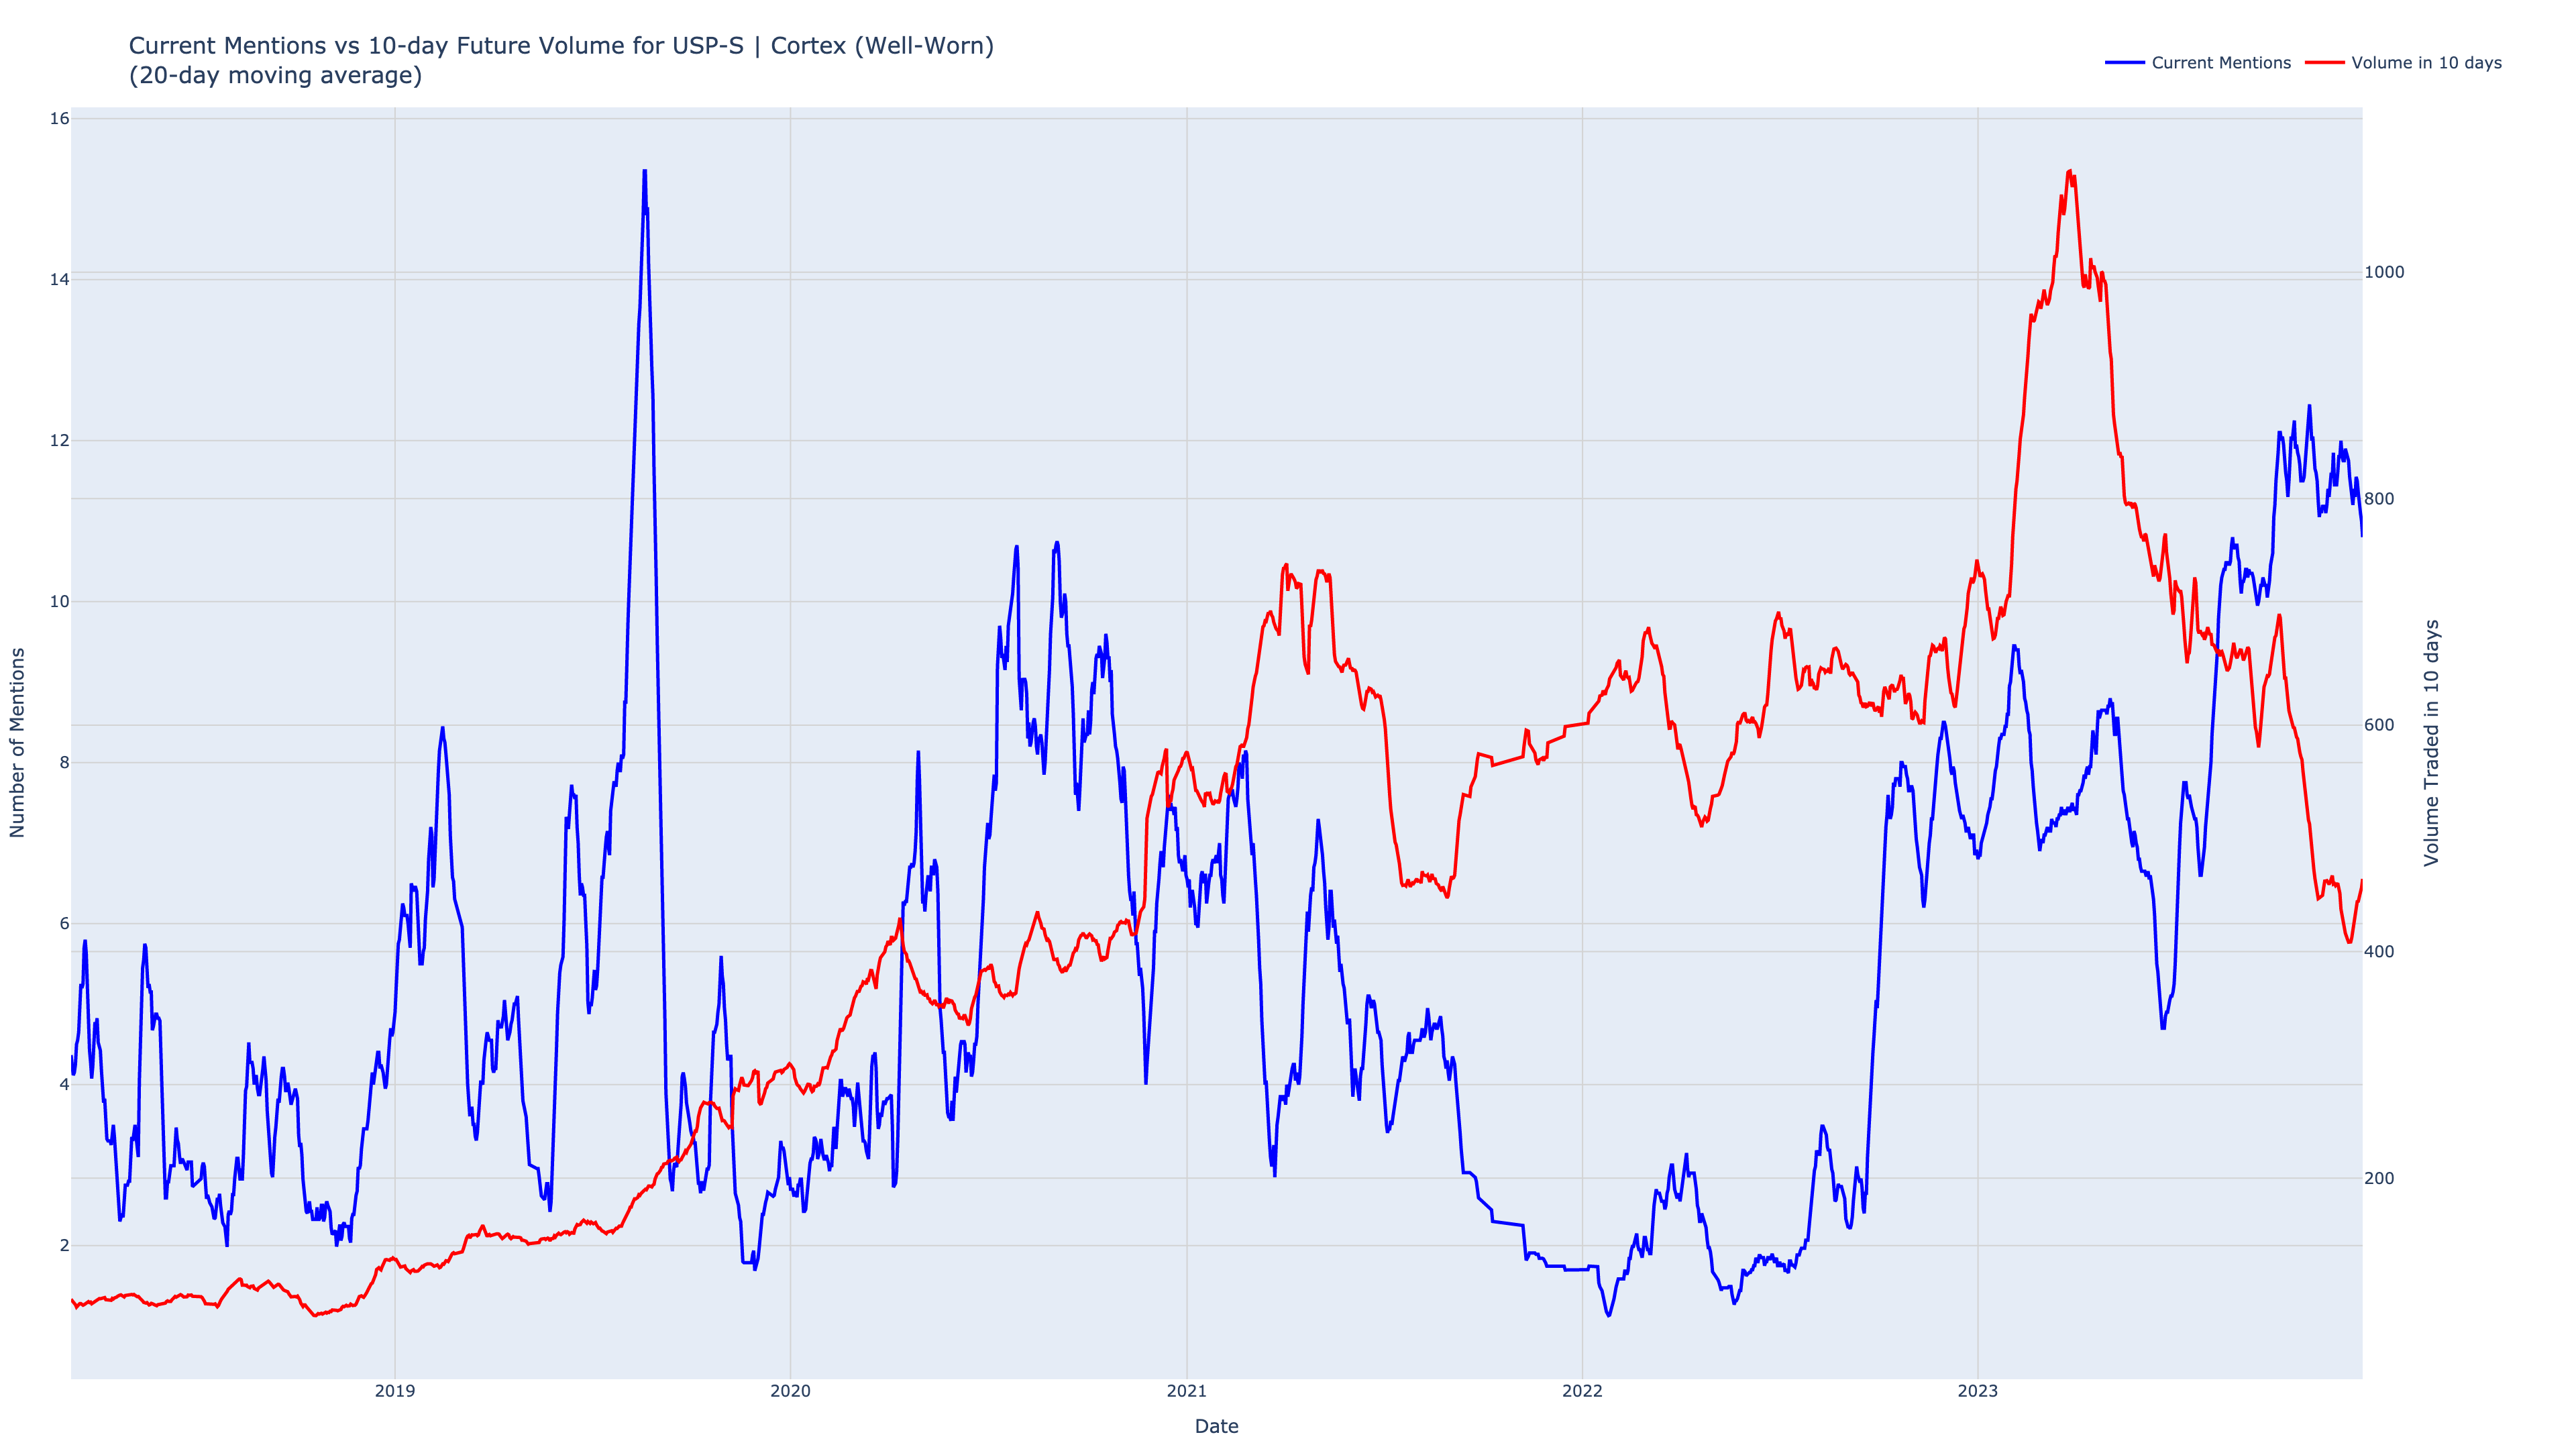 Current Mentions vs 10-day Future Volume for USP-S | Cortex (Well-Worn)
(20-day moving average)
Current Mentions
Volume in 10 days
Number of Mentions
16
14
12
10
8
6
4
2
1000
800
600
400
200
Volume Traded in 10 days
2019
2020
2021
2022
2023
Date